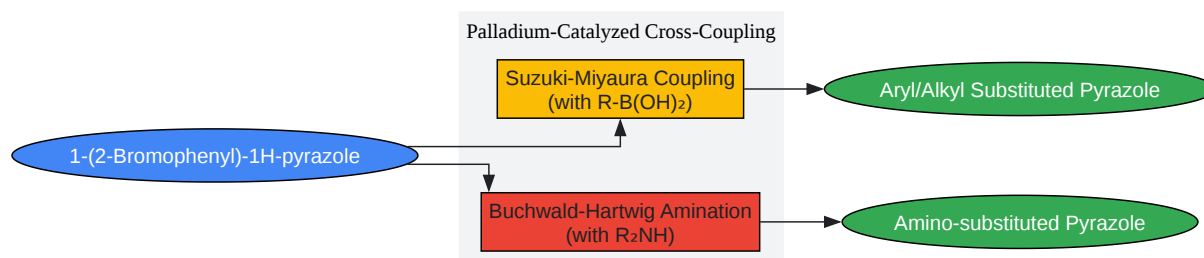 Palladium-Catalyzed Cross-Coupling
Suzuki-Miyaura Coupling
(with R-B(OH)₂)
Aryl/Alkyl Substituted Pyrazole
1-(2-Bromophenyl)-1H-pyrazole
Buchwald-Hartwig Amination
(with R₂NH)
Amino-substituted Pyrazole